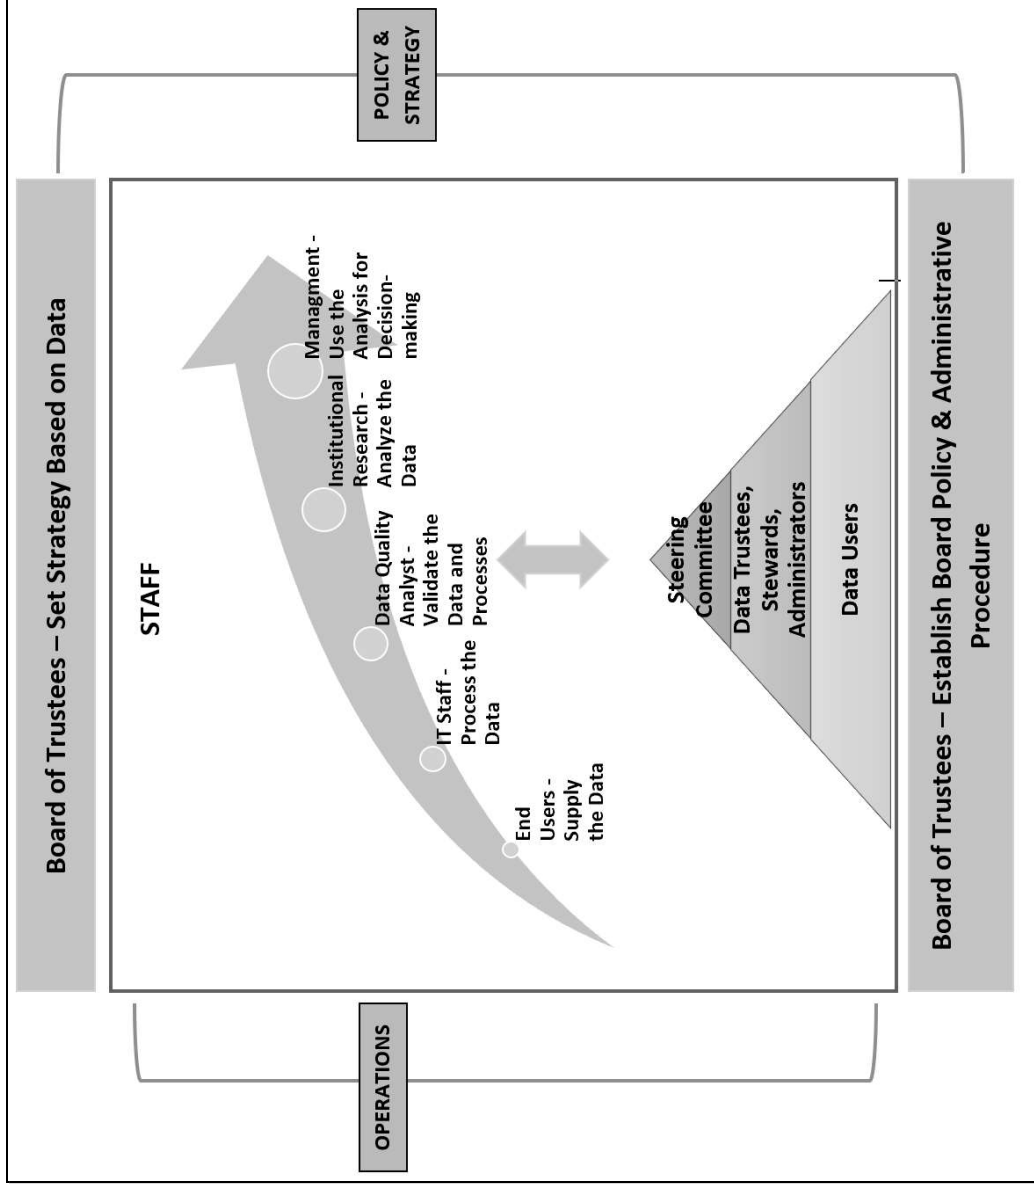 Board of Trustees – Set Strategy Based on Data
STAFF
Managment -
Use the
Analysis for
Decision-
making
Institutional
Research -
Analyze the
Data
Data Quality
Analyst -
Validate the
Data and
Processes
IT Staff -
Process the
Data
End
Users -
Supply
the Data
OPERATIONS
POLICY &
STRATEGY
Steering
Committee
Data Trustees,
Stewards,
Administrators
Data Users
Board of Trustees – Establish Board Policy & Administrative
Procedure